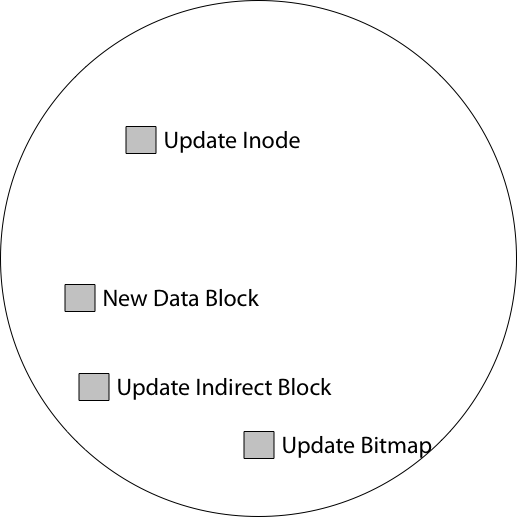 Update Inode
New Data Block
Update Indirect Block
Update Bitmap